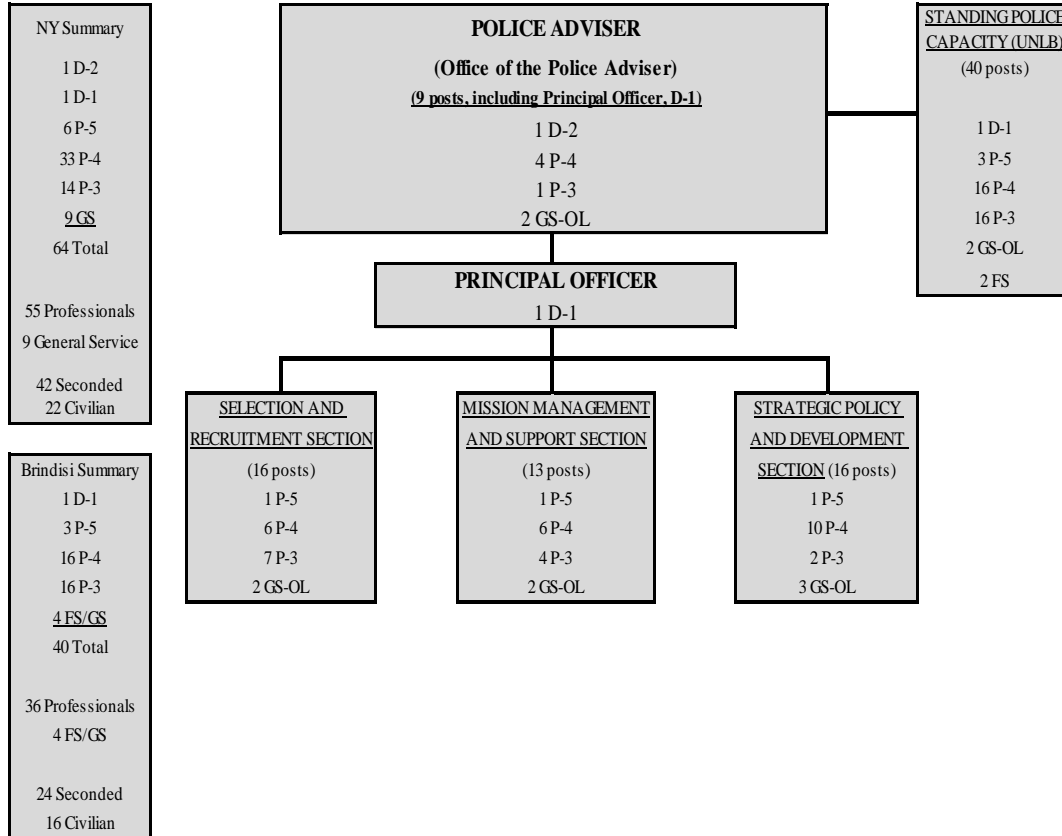 NY Summary
1 D-2
1 D-1
6 P-5
33 P-4
14 P-3
9 GS
64 Total
55 Professionals
9 General Service
42 Seconded
22 Civilian
Brindisi Summary
1 D-1
3 P-5
16 P-4
16 P-3
4 FS/GS
40 Total
36 Professionals
4 FS/GS
24 Seconded
16 Civilian
POLICE ADVISER
(Office of the Police Adviser)
(9 posts, including Principal Officer, D-1)
1 D-2
4 P-4
1 P-3
2 GS-OL
PRINCIPAL OFFICER
1 D-1
SELECTION AND
RECRUITMENT SECTION
(16 posts)
1 P-5
6 P-4
7 P-3
2 GS-OL
MISSION MANAGEMENT
AND SUPPORT SECTION
(13 posts)
1 P-5
6 P-4
4 P-3
2 GS-OL
STRATEGIC POLICY
AND DEVELOPMENT
SECTION (16 posts)
1 P-5
10 P-4
2 P-3
3 GS-OL
STANDING POLICE
CAPACITY (UNLB)
(40 posts)
1 D-1
3 P-5
16 P-4
16 P-3
2 GS-OL
2 FS